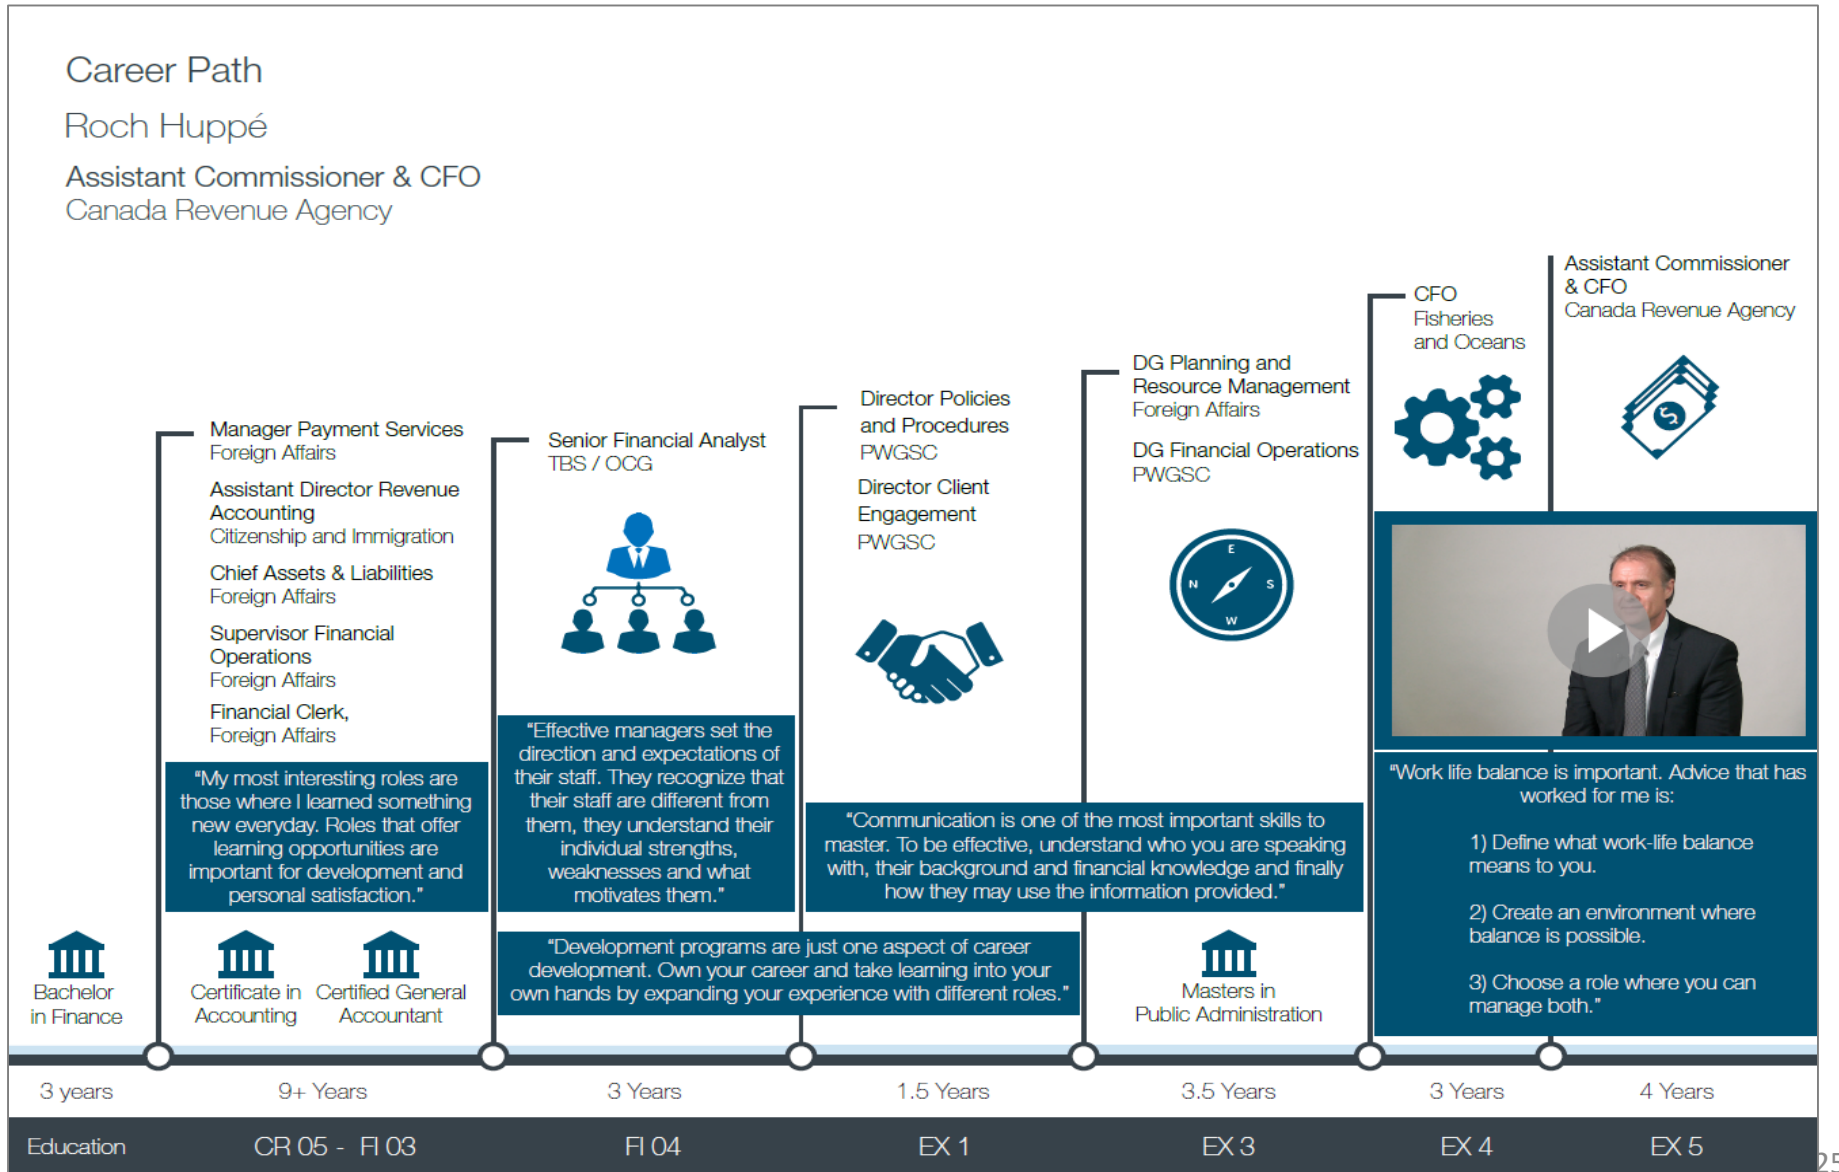 Career Path
Roch Huppé
Assistant Commissioner & CFO
Canada Revenue Agency
Manager Payment Services
Foreign Affairs
Assistant Director Revenue
Accounting
Citizenship and Immigration
Chief Assets & Liabilities
Foreign Affairs
Supervisor Financial
Operations
Foreign Affairs
Financial Clerk,
Foreign Affairs
“My most interesting roles are
those where I learned something
new everyday. Roles that offer
learning opportunities are
important for development and
personal satisfaction.”
Senior Financial Analyst
TBS / OCG
“Effective managers set the
direction and expectations of
their staff. They recognize that
their staff are different from
them, they understand their
individual strengths,
weaknesses and what
motivates them.”
Director Policies
and Procedures
PWGSC
Director Client
Engagement
PWGSC
DG Planning and
Resource Management
Foreign Affairs
DG Financial Operations
PWGSC
E
N
S
W
“Communication is one of the most important skills to
master. To be effective, understand who you are speaking
with, their background and financial knowledge and finally
how they may use the information provided.”
“Development programs are just one aspect of career
development. Own your career and take learning into your
own hands by expanding your experience with different roles.”
CFO
Fisheries
and Oceans
Assistant Commissioner
& CFO
Canada Revenue Agency
$
“Work life balance is important. Advice that has
worked for me is:
1) Define what work-life balance
means to you.
2) Create an environment where
balance is possible.
3) Choose a role where you can
manage both.”
Bachelor
in Finance
Certificate in
Accounting
Certified General
Accountant
Masters in
Public Administration
3 years
9+ Years
3 Years
1.5 Years
3.5 Years
3 Years
4 Years
Education
CR 05 - FI 03
FI 04
EX 1
EX 3
EX 4
EX 5
25